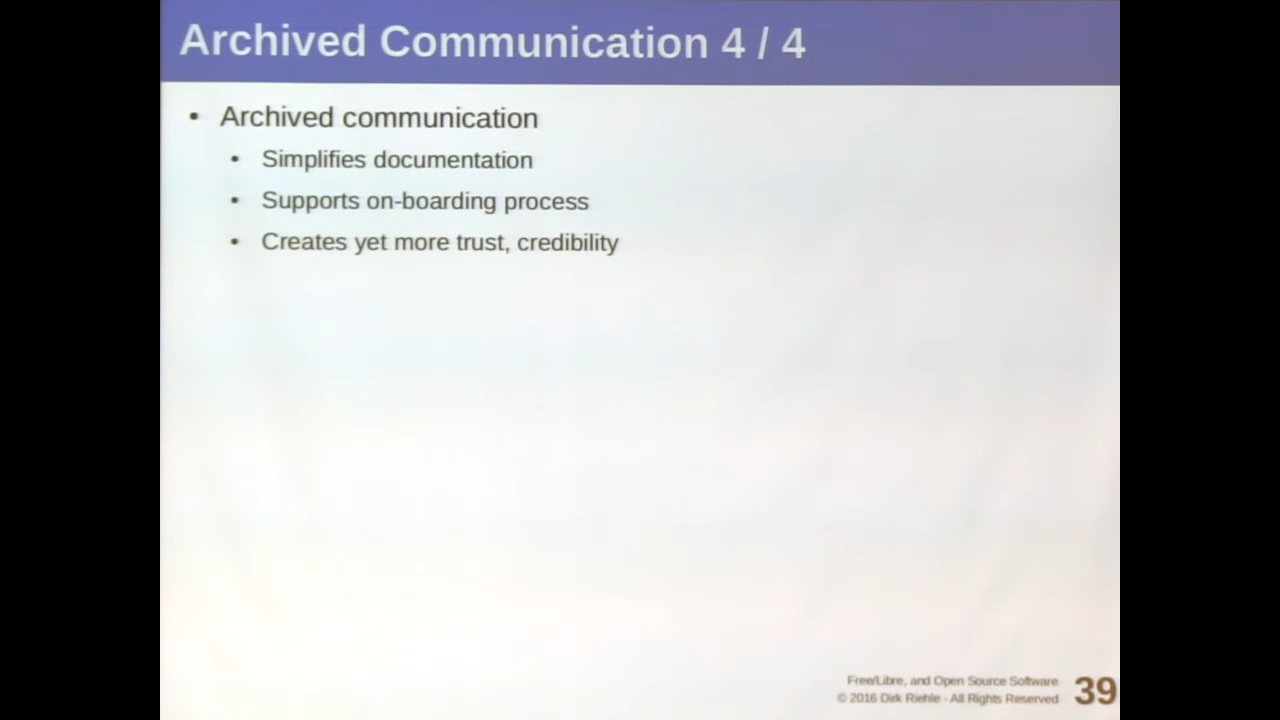 Archived Communication 4 / 4
• Archived communication
• Simplifies documentation
• Supports on-boarding process
• Creates yet more trust, credibility
Free/Libre, and Open Source Software
© 2016 Dirk Riehle - All Rights Reserved
39